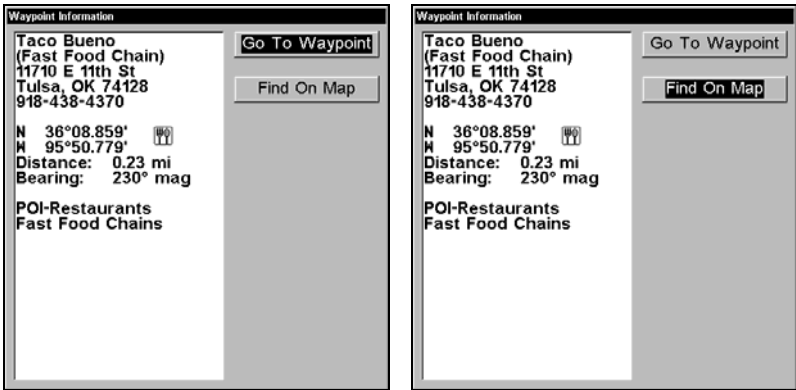 Waypoint Information
Taco Bueno
(Fast Food Chain)
11710 E 11th St
Tulsa, OK 74128
918-438-4370
N 36°08.859'
W 95°50.779'
Distance: 0.23 mi
Bearing: 230° mag
POI-Restaurants
Fast Food Chains
Go To Waypoint
Find On Map
Waypoint Information
Taco Bueno
(Fast Food Chain)
11710 E 11th St
Tulsa, OK 74128
918-438-4370
N 36°08.859'
W 95°50.779'
Distance: 0.23 mi
Bearing: 230° mag
POI-Restaurants
Fast Food Chains
Go To Waypoint
Find On Map